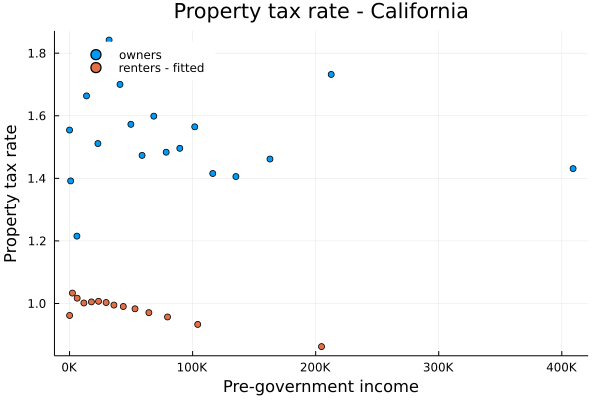 Property tax rate - California
owners
renters - fitted
1.8
1.6
1.4
1.2
1.0
Property tax rate
0K
100K
200K
300K
400K
Pre-government income